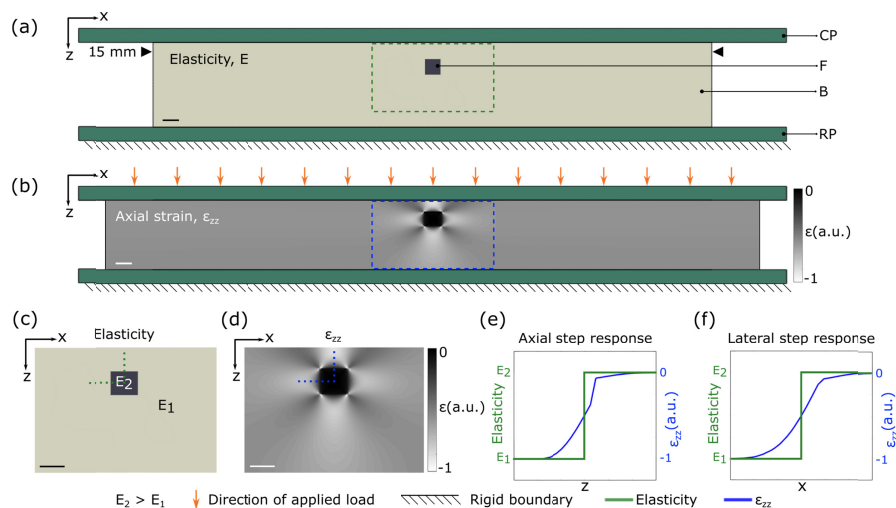 (a)
x
z
CP
15 mm
Elasticity, E
F
B
RP
(b)
x
z
Axial strain, εzz
0
ε(a.u.)
-1
(c)
x
Elasticity
z
E2
E1
(d)
x
εzz
z
0
ε(a.u.)
-1
(e)
Axial step response
E2
Elasticity
E1
z
0
εzz(a.u.)
-1
(f)
Lateral step response
E2
Elasticity
E1
x
0
εzz(a.u.)
-1
E2 > E1
Direction of applied load
Rigid boundary
Elasticity
εzz